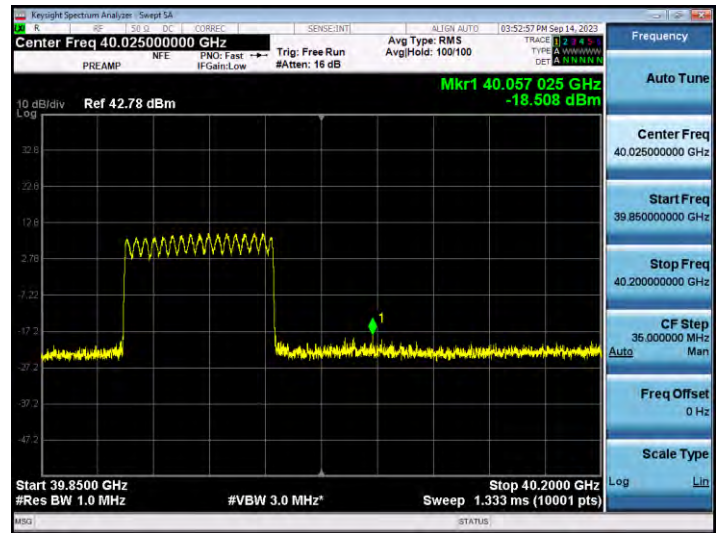 Keysight Spectrum Analyzer - Swept SA
R RF 50 Ω DC CORREC SENSE:INT ALIGN AUTO 03:52:57 PM Sep 14, 2023
Center Freq 40.025000000 GHz
NFE
PREAMP
PNO: Fast
IFGain:Low
Trig: Free Run
#Atten: 16 dB
Avg Type: RMS
Avg|Hold: 100/100
TRACE 1 2 3 4 5 6
TYPE A WWWWW
DET A N N N N N
Mkr1 40.057 025 GHz
-18.508 dBm
10 dB/div
Log
Ref 42.78 dBm
32.8
22.8
12.8
2.78
-7.22
-17.2
-27.2
-37.2
-47.2
1
Start 39.8500 GHz
#Res BW 1.0 MHz
#VBW 3.0 MHz*
Stop 40.2000 GHz
Sweep 1.333 ms (10001 pts)
MSG
STATUS
Frequency
Auto Tune
Center Freq
40.025000000 GHz
Start Freq
39.850000000 GHz
Stop Freq
40.200000000 GHz
CF Step
35.000000 MHz
Auto Man
Freq Offset
0 Hz
Scale Type
Log Lin